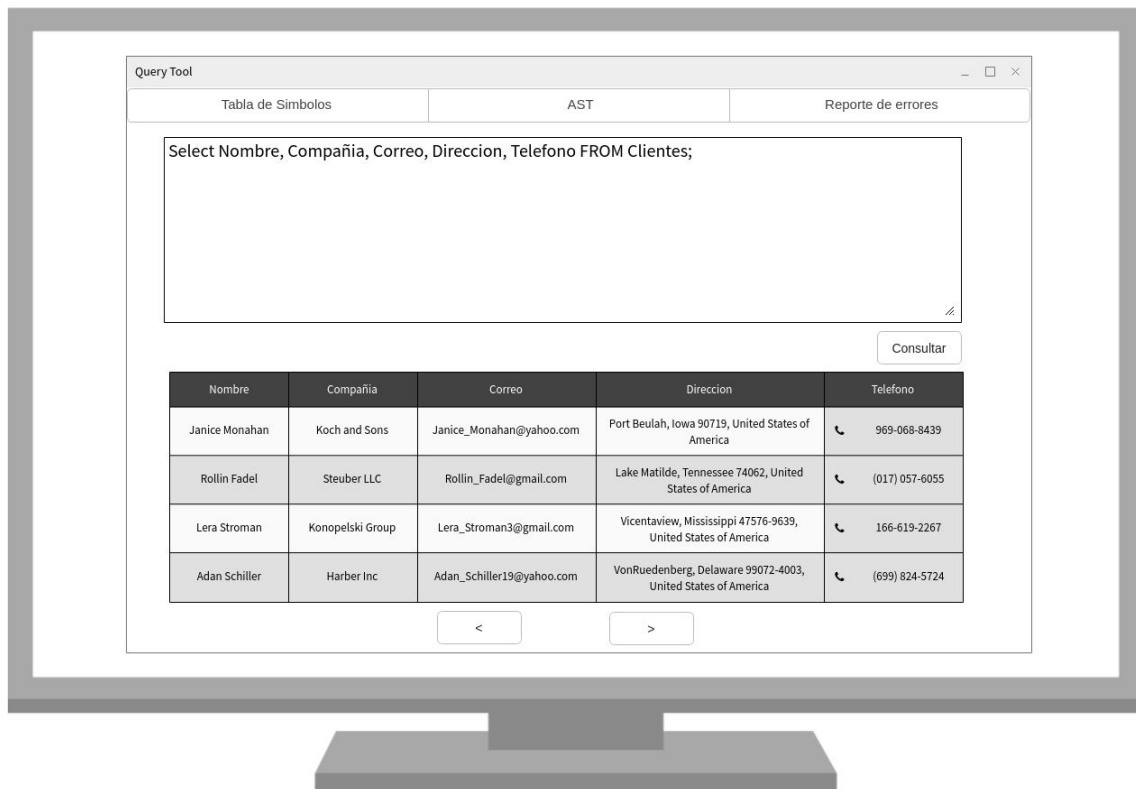 Query Tool
Tabla de Simbolos AST Reporte de errores
Select Nombre, Compañia, Correo, Direccion, Telefono FROM Clientes;
Consultar
Nombre Compañia Correo Direccion Telefono
Janice Monahan Koch and Sons Janice_Monahan@yahoo.com Port Beulah, Iowa 90719, United States of 969-068-8439
America
Rollin Fadel Steuber LLC Rollin_Fadel@gmail.com Lake Matilde, Tennessee 74062, United (017) 057-6055
States of America
Lera Stroman Konopelski Group Lera_Stroman3@gmail.com Vicentaview, Mississippi 47576-9639, 166-619-2267
United States of America
Adan Schiller Harber Inc Adan_Schiller19@yahoo.com VonRuedenberg, Delaware 99072-4003, (699) 824-5724
United States of America
< >